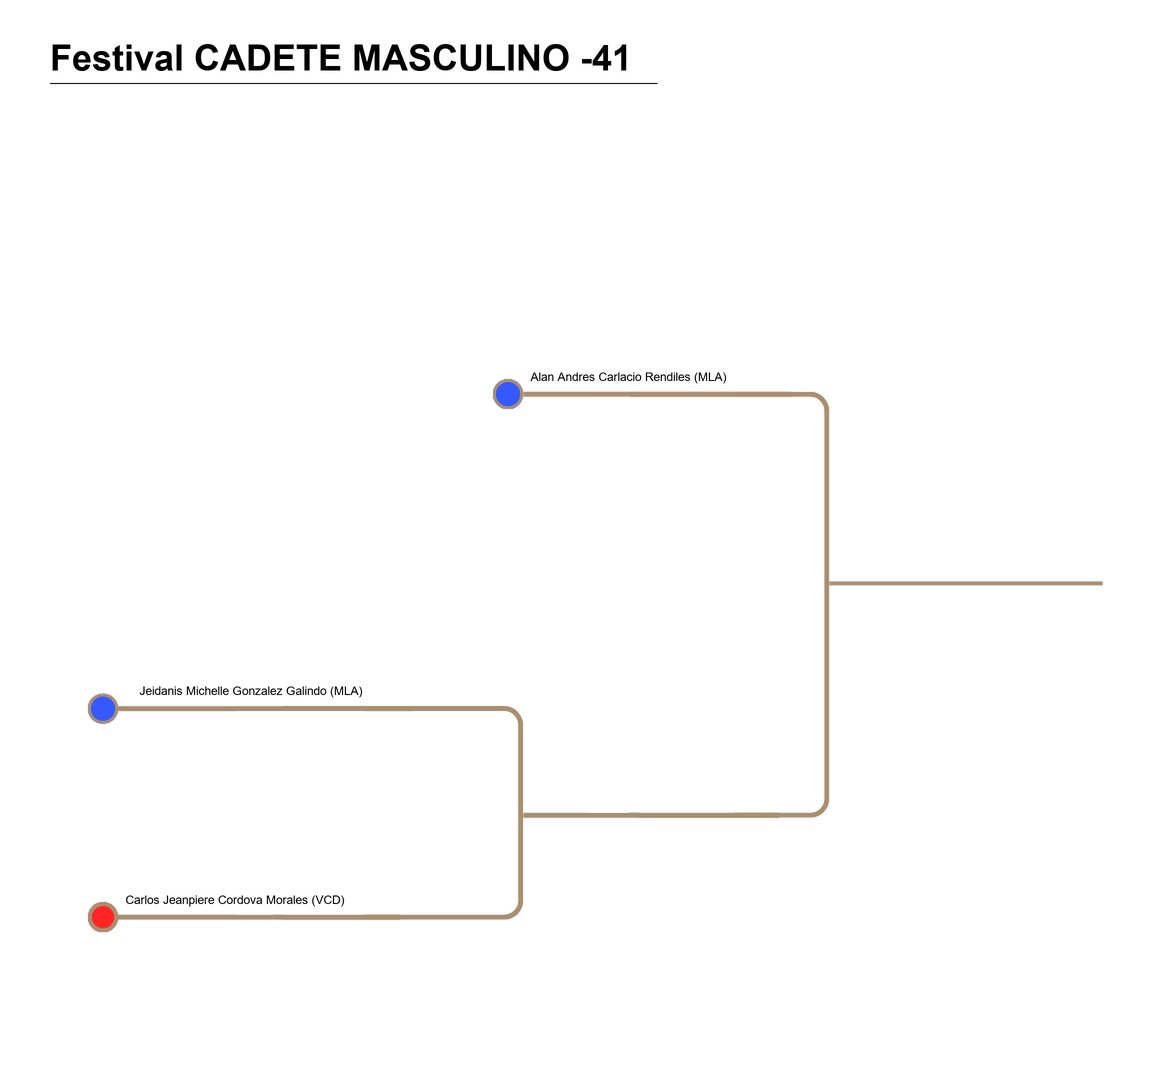 Festival CADETE MASCULINO -41
Alan Andres Carlacio Rendiles (MLA)
Jeidanis Michelle Gonzalez Galindo (MLA)
Carlos Jeanpiere Cordova Morales (VCD)